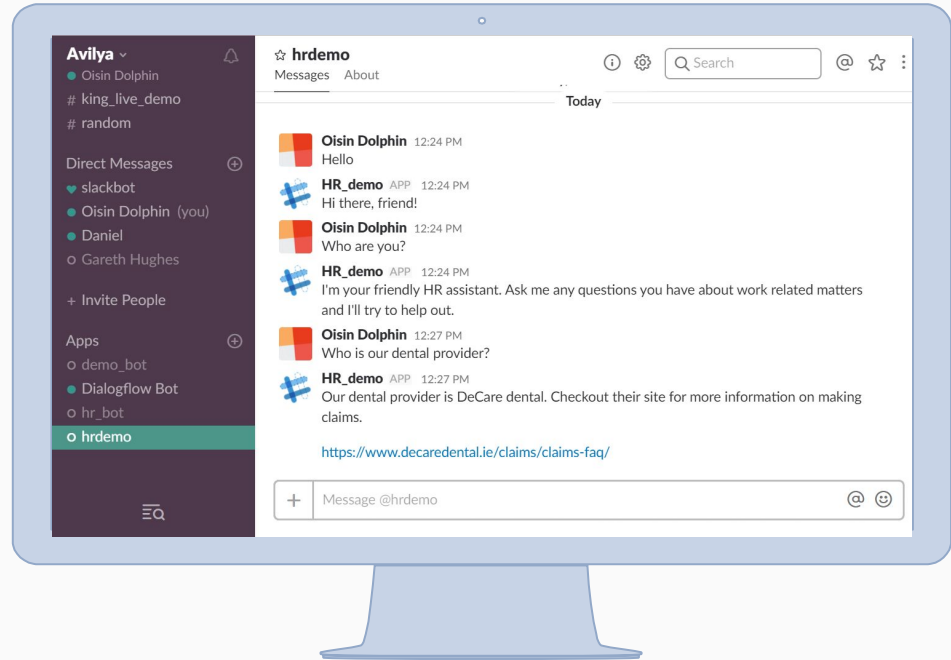 Avilya
Oisin Dolphin
# king_live_demo
# random
Direct Messages
slackbot
Oisin Dolphin (you)
Daniel
Gareth Hughes
+ Invite People
Apps
demo_bot
Dialogflow Bot
hr_bot
hrdemo
hrdemo
Messages About
Search
Today
Oisin Dolphin 12:24 PM
Hello
HR_demo APP 12:24 PM
Hi there, friend!
Oisin Dolphin 12:24 PM
Who are you?
HR_demo APP 12:24 PM
I'm your friendly HR assistant. Ask me any questions you have about work related matters
and I'll try to help out.
Oisin Dolphin 12:27 PM
Who is our dental provider?
HR_demo APP 12:27 PM
Our dental provider is DeCare dental. Checkout their site for more information on making
claims.
https://www.decaredental.ie/claims/claims-faq/
+ Message @hrdemo @